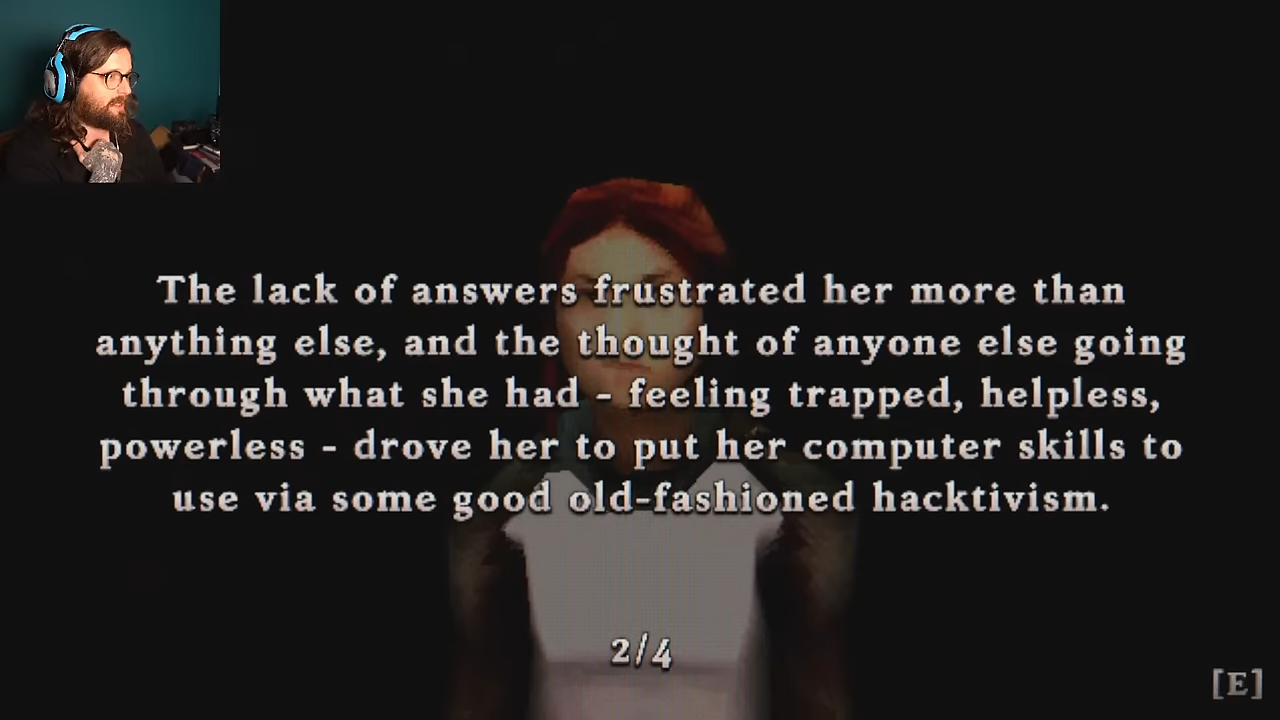 The lack of answers frustrated her more than
anything else, and the thought of anyone else going
through what she had - feeling trapped, helpless,
powerless - drove her to put her computer skills to
use via some good old-fashioned hacktivism.
2/4
[E]